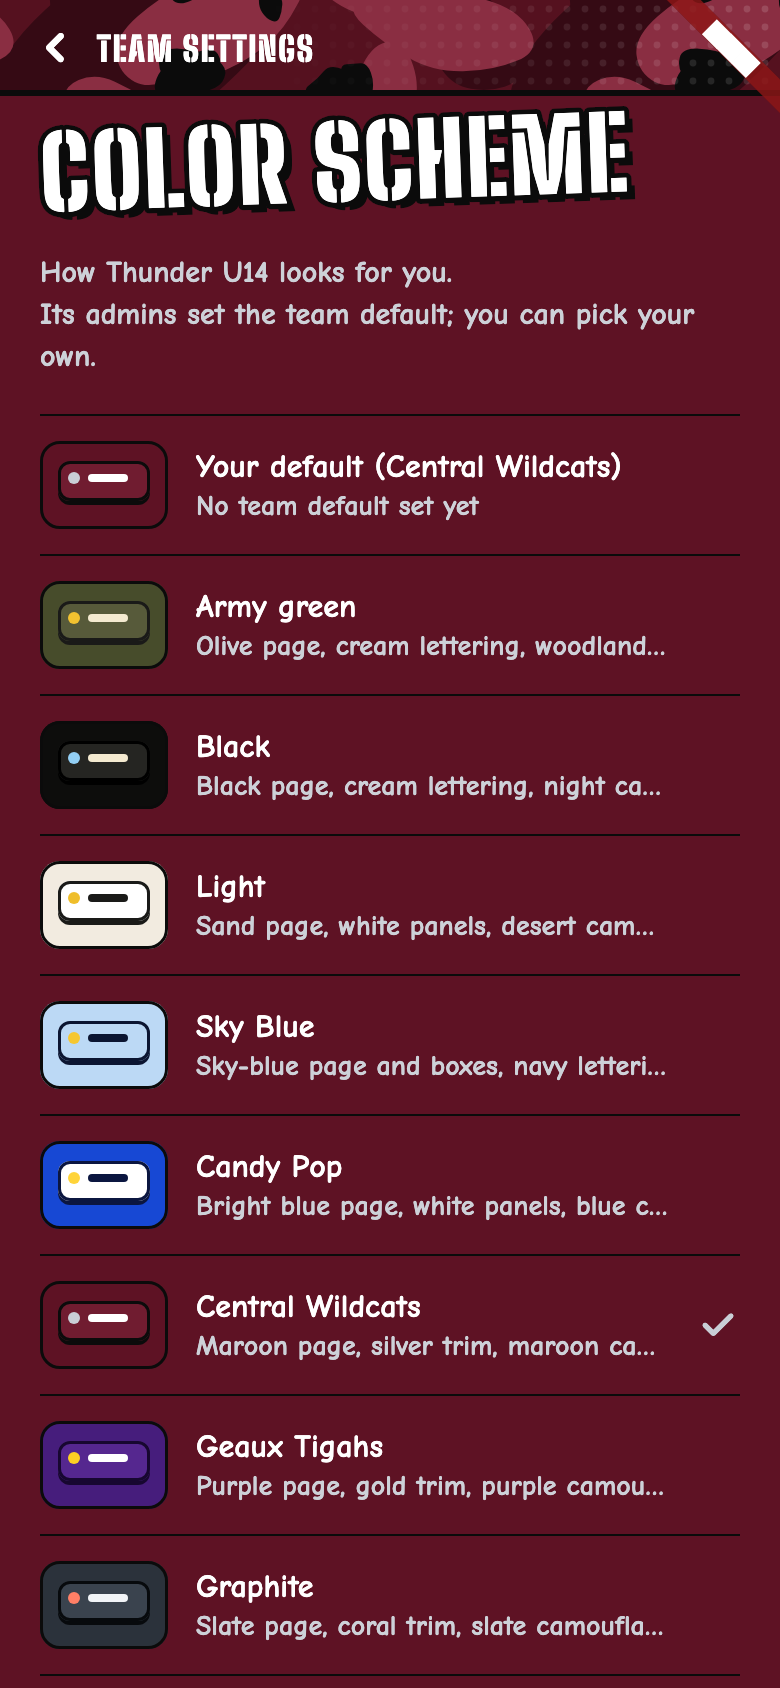 TEAM SETTINGS
COLOR SCHEME
How Thunder U14 looks for you.
Its admins set the team default; you can pick your
own.
Your default (Central Wildcats)
No team default set yet
Army green
Olive page, cream lettering, woodland...
Black
Black page, cream lettering, night ca...
Light
Sand page, white panels, desert cam...
Sky Blue
Sky-blue page and boxes, navy letteri...
Candy Pop
Bright blue page, white panels, blue c...
Central Wildcats
Maroon page, silver trim, maroon ca...
Geaux Tigahs
Purple page, gold trim, purple camou...
Graphite
Slate page, coral trim, slate camoufla...